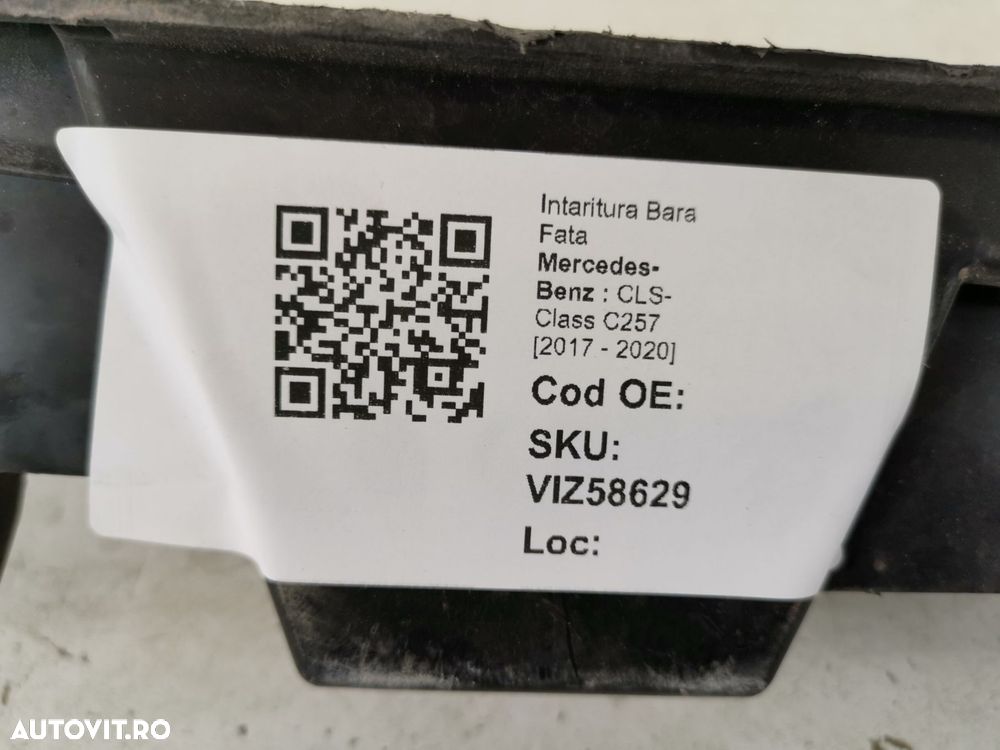 Intaritura Bara
Fata
Mercedes-
Benz : CLS-
Class C257
[2017 - 2020]
Cod OE:
SKU:
VIZ58629
Loc:
AUTOVIT.RO